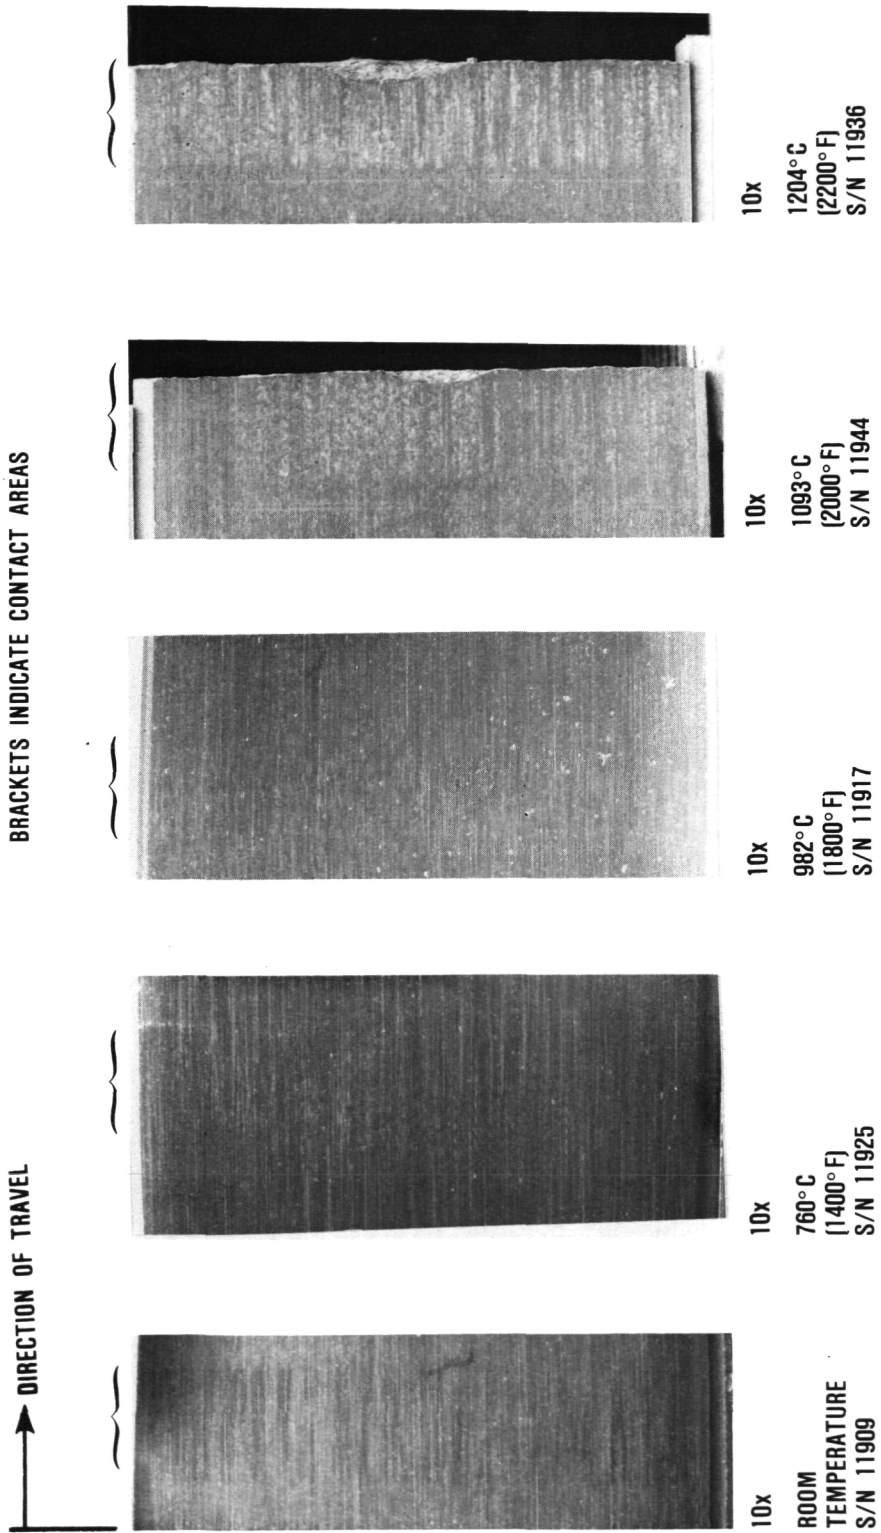 DIRECTION OF TRAVEL
BRACKETS INDICATE CONTACT AREAS
10x
ROOM
TEMPERATURE
S/N 11909
10x
760°C
(1400°F)
S/N 11925
10x
982°C
(1800°F)
S/N 11917
10x
1093°C
(2000°F)
S/N 11944
10x
1204°C
(2200°F)
S/N 11936